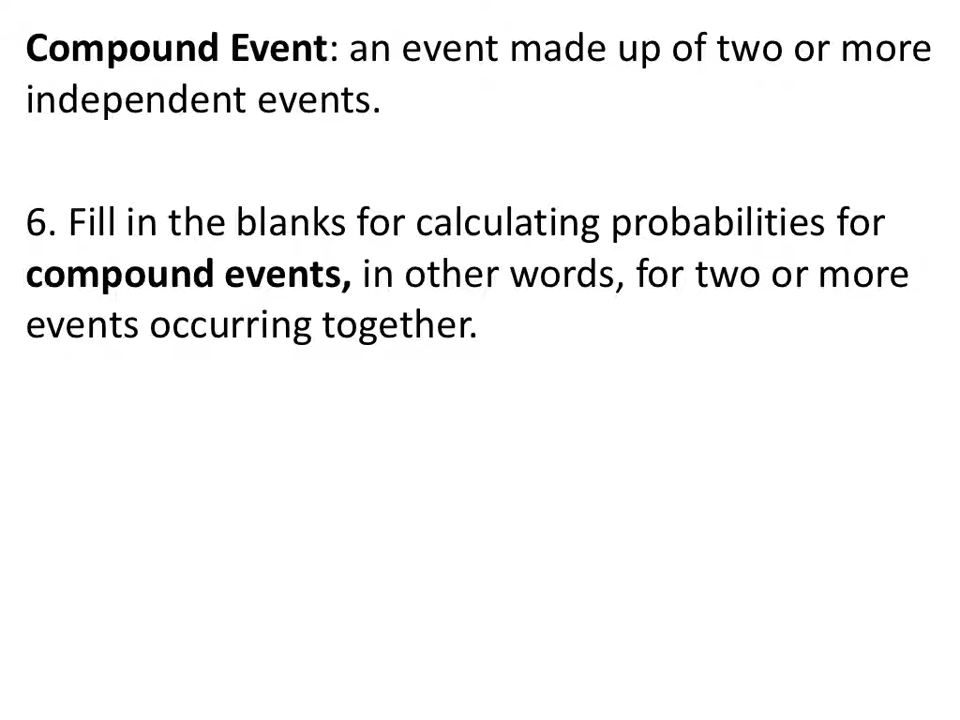 Compound Event: an event made up of two or more
independent events.
6. Fill in the blanks for calculating probabilities for
compound events, in other words, for two or more
events occurring together.